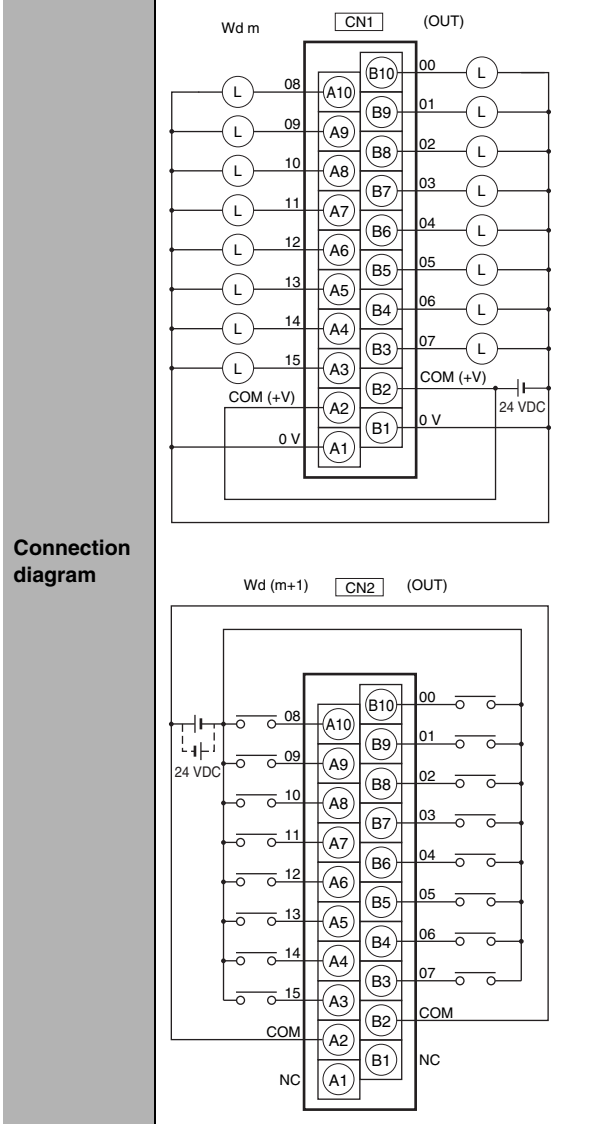 Connection
diagram
Wd m CN1 (OUT)
08 A10 B10 00
L L
09 A9 B9 01
L L
10 A8 B8 02
L L
11 A7 B7 03
L L
12 A6 B6 04
L L
13 A5 B5 05
L L
14 A4 B4 06
L L
15 A3 B3 07
L L
COM (+V) A2 B2 COM (+V)
24 VDC
0 V A1 B1 0 V
Wd (m+1) CN2 (OUT)
08 A10 B10 00
24 VDC
09 A9 B9 01
10 A8 B8 02
11 A7 B7 03
12 A6 B6 04
13 A5 B5 05
14 A4 B4 06
15 A3 B3 07
COM A2 B2 COM
NC A1 B1 NC